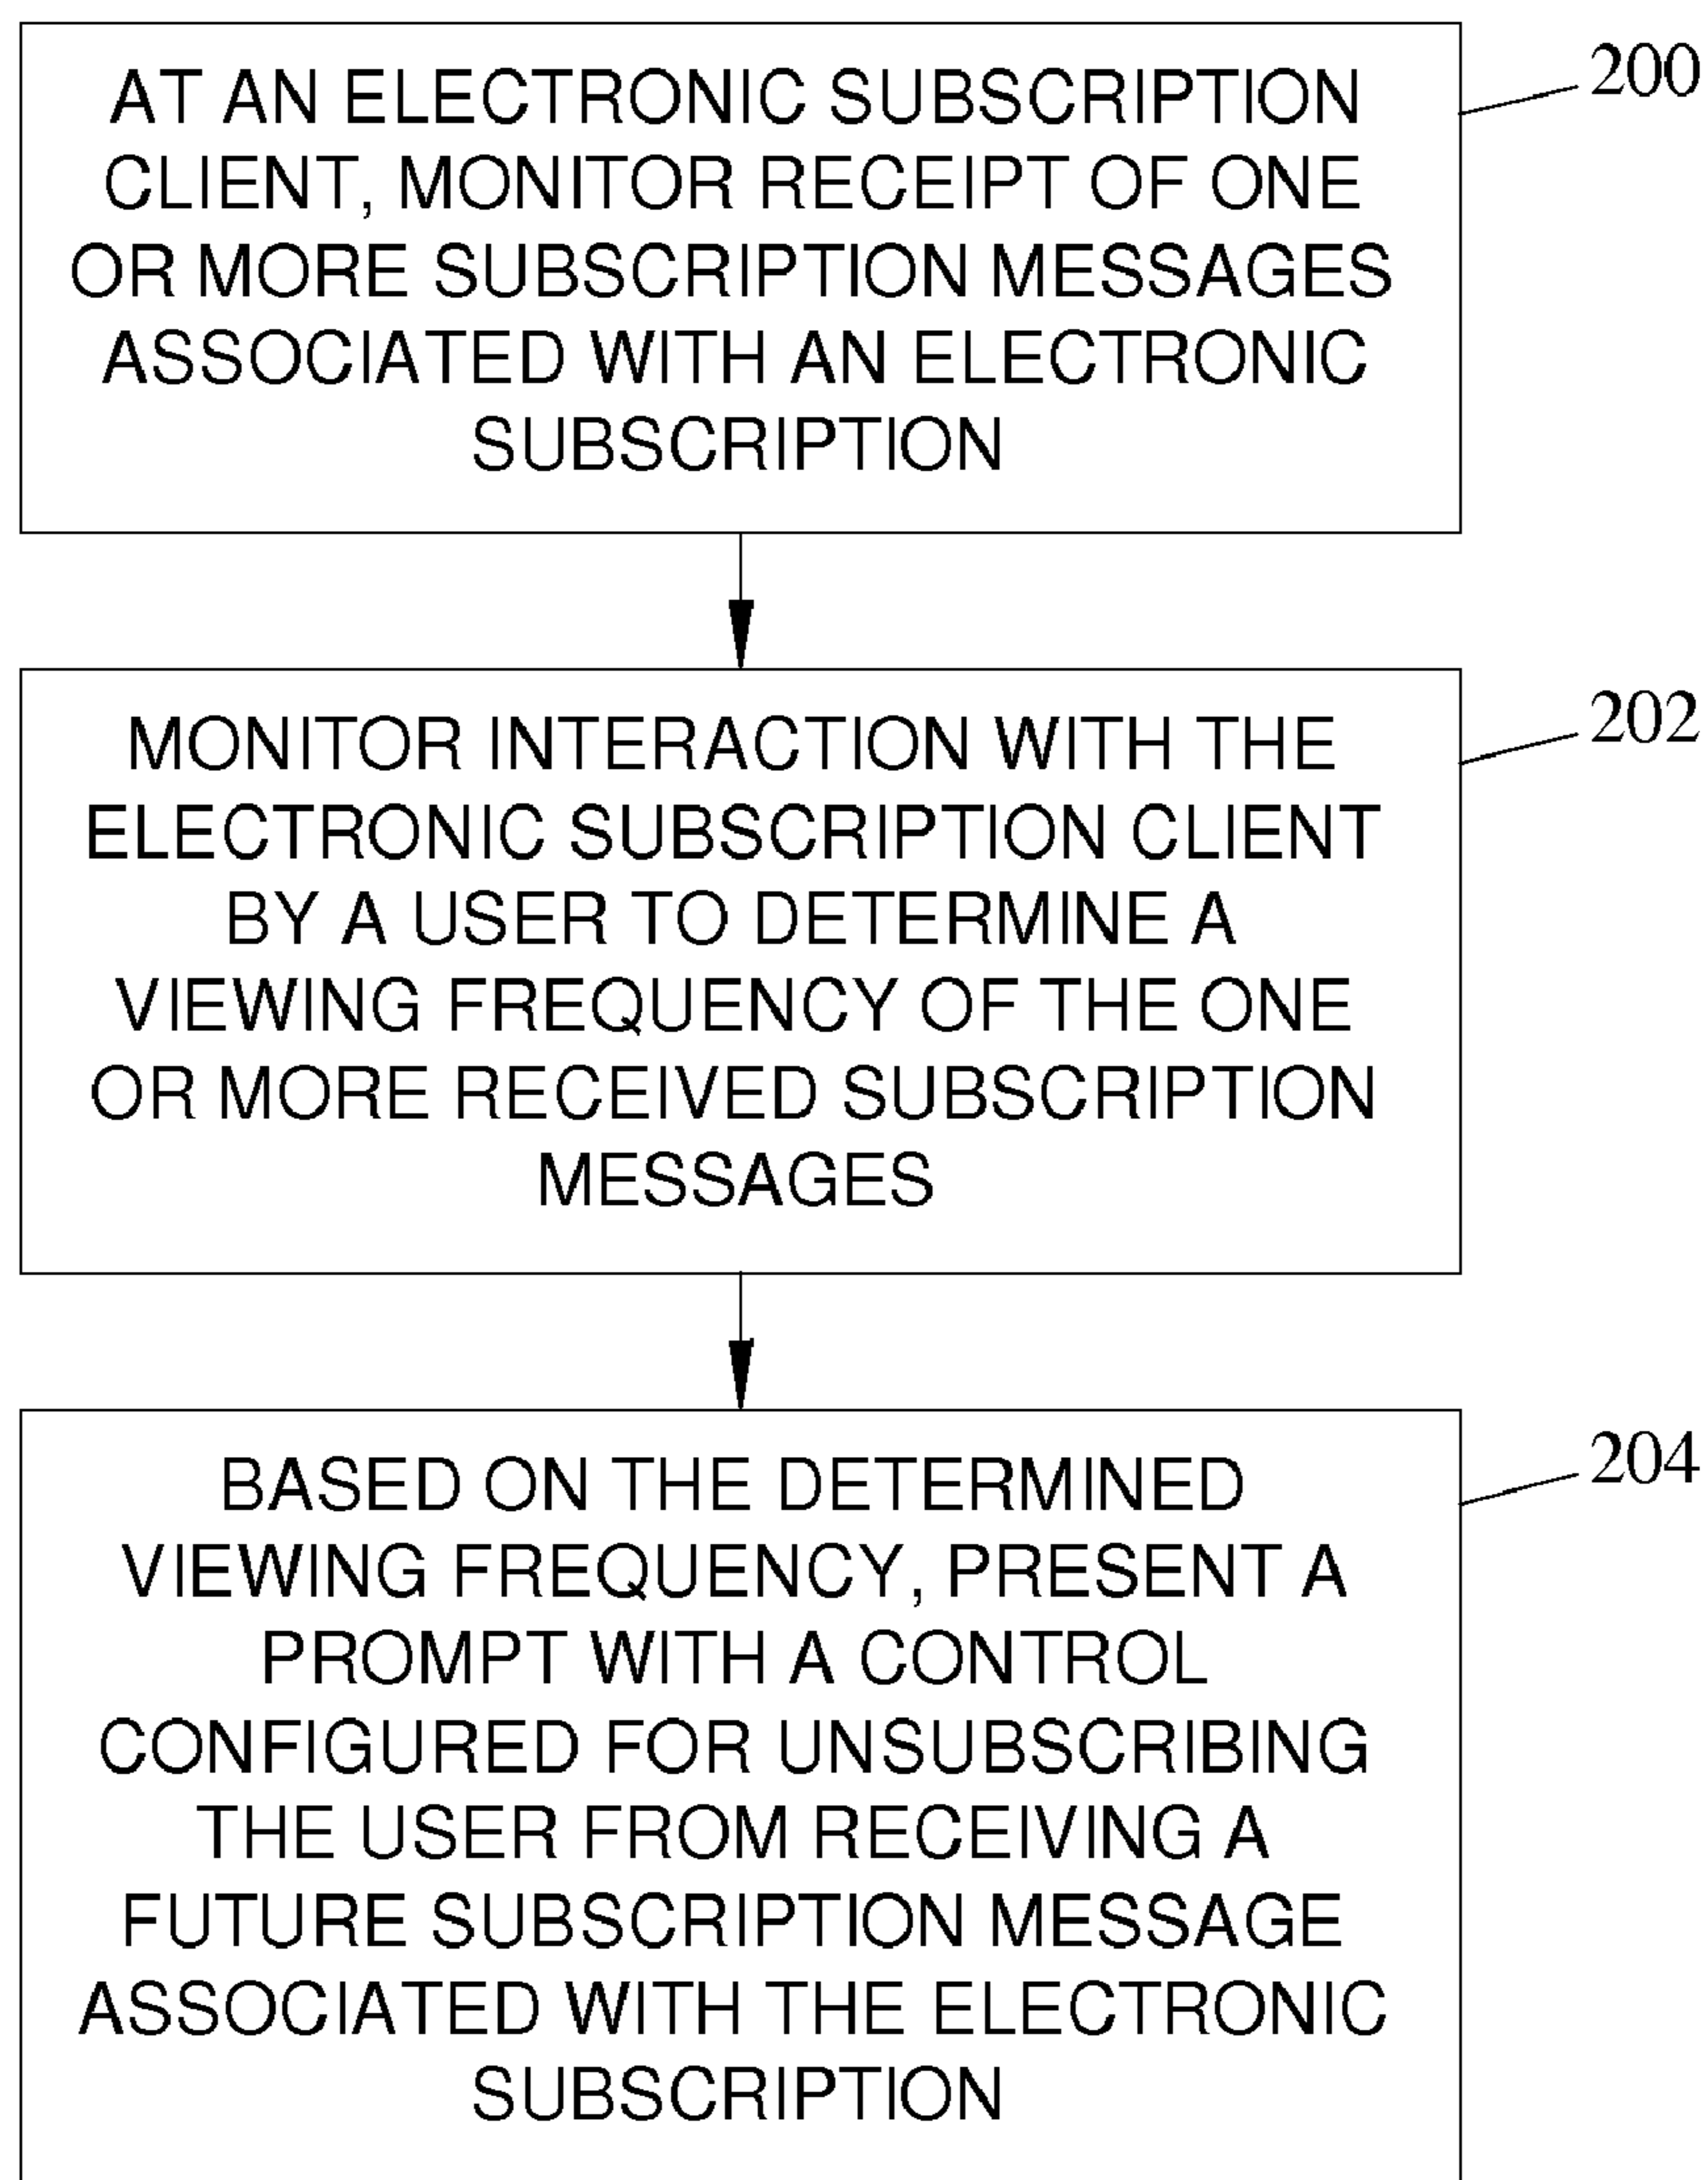 AT AN ELECTRONIC SUBSCRIPTION
CLIENT, MONITOR RECEIPT OF ONE
OR MORE SUBSCRIPTION MESSAGES
ASSOCIATED WITH AN ELECTRONIC
SUBSCRIPTION
200
MONITOR INTERACTION WITH THE
ELECTRONIC SUBSCRIPTION CLIENT
BY A USER TO DETERMINE A
VIEWING FREQUENCY OF THE ONE
OR MORE RECEIVED SUBSCRIPTION
MESSAGES
202
BASED ON THE DETERMINED
VIEWING FREQUENCY, PRESENT A
PROMPT WITH A CONTROL
CONFIGURED FOR UNSUBSCRIBING
THE USER FROM RECEIVING A
FUTURE SUBSCRIPTION MESSAGE
ASSOCIATED WITH THE ELECTRONIC
SUBSCRIPTION
204